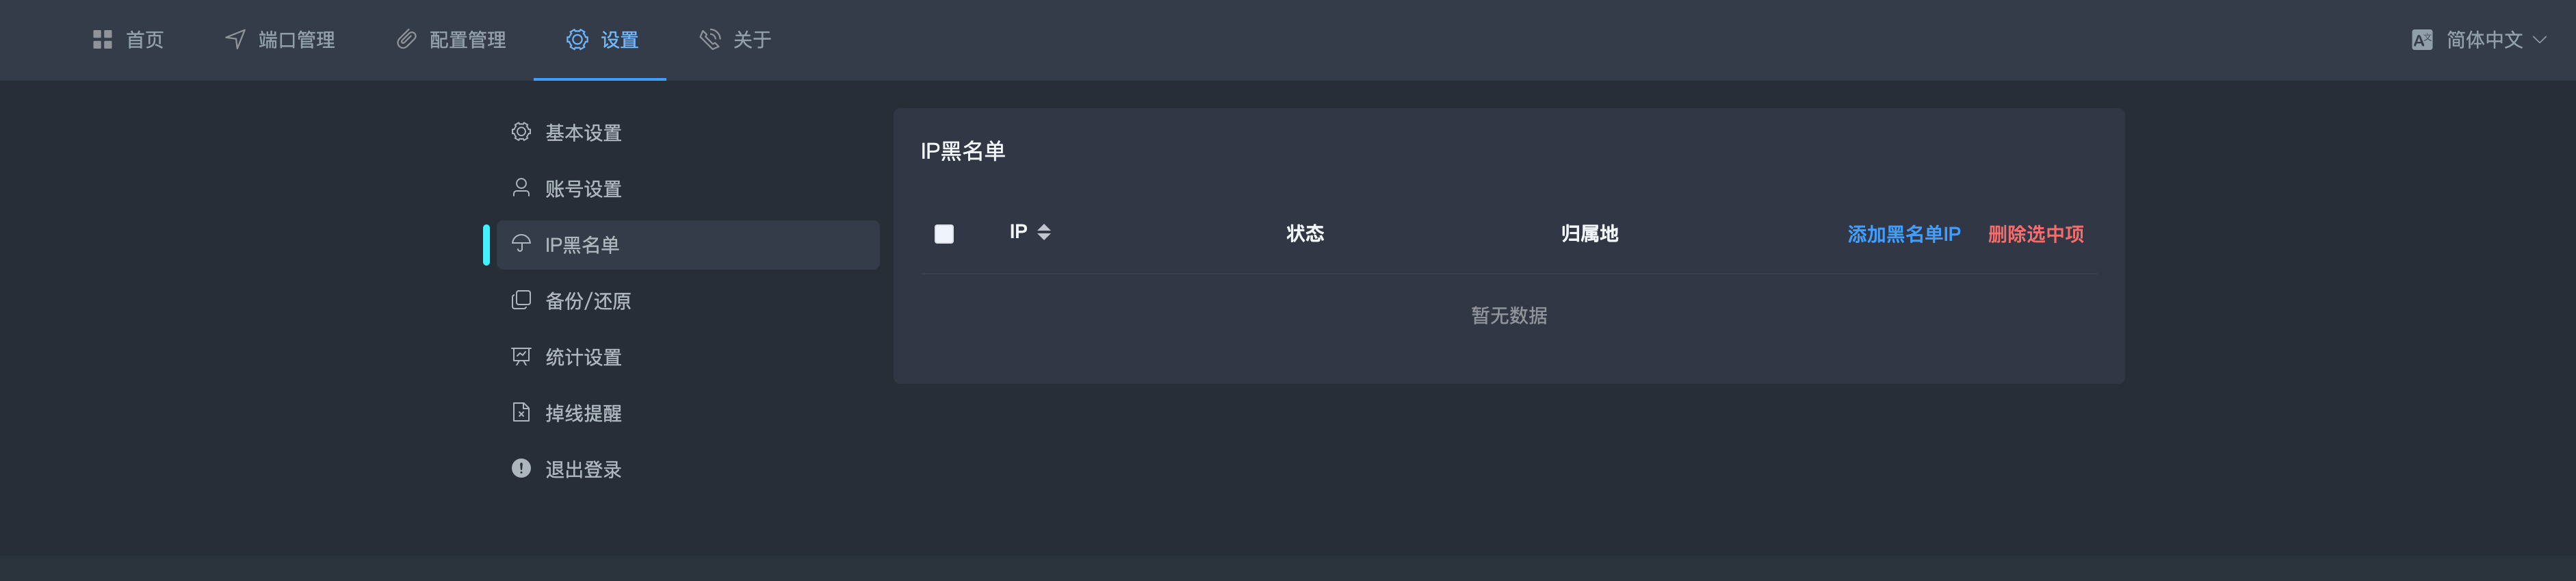 首页 端口管理 配置管理 设置 关于 简体中文
基本设置
账号设置
IP黑名单
备份/还原
统计设置
掉线提醒
退出登录
IP黑名单
IP 状态 归属地 添加黑名单IP 删除选中项
暂无数据